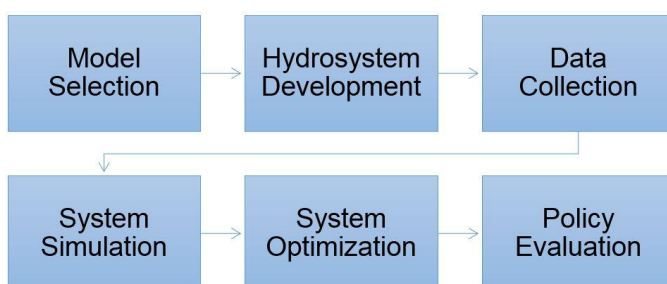 Model
Selection
Hydrosystem
Development
Data
Collection
System
Simulation
System
Optimization
Policy
Evaluation